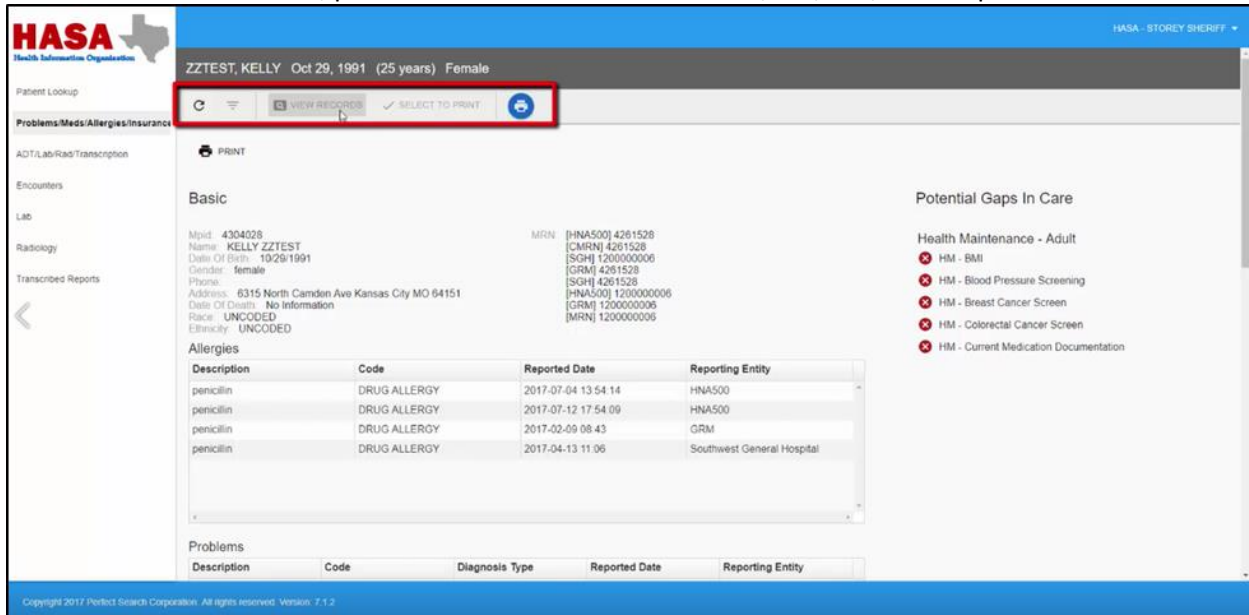 HASA
Health Information Organization
HASA - STOREY SHERIFF
ZZTEST, KELLY Oct 29, 1991 (25 years) Female
Patient Lookup
Problems/Meds/Allergies/Insurance
ADT/Lab/Rad/Transcription
Encounters
Lab
Radiology
Transcribed Reports
VIEW RECORDS
SELECT TO PRINT
PRINT
Basic
Mpid: 4304028
Name: KELLY ZZTEST
Date Of Birth: 10/29/1991
Gender: female
Phone:
Address: 6315 North Camden Ave Kansas City MO 64151
Date Of Death: No Information
Race: UNCODED
Ethnicity: UNCODED
MRN: [HNA500] 4261528
[CMRN] 4261528
[SGH] 1200000006
[GRM] 4261528
[SGH] 4261528
[HNA500] 1200000006
[GRM] 1200000006
[MRN] 1200000006
Allergies
Description Code Reported Date Reporting Entity
penicillin DRUG ALLERGY 2017-07-04 13:54:14 HNA500
penicillin DRUG ALLERGY 2017-07-12 17:54:09 HNA500
penicillin DRUG ALLERGY 2017-02-09 08:43 GRM
penicillin DRUG ALLERGY 2017-04-13 11:06 Southwest General Hospital
Problems
Description Code Diagnosis Type Reported Date Reporting Entity
Potential Gaps In Care
Health Maintenance - Adult
HM - BMI
HM - Blood Pressure Screening
HM - Breast Cancer Screen
HM - Colorectal Cancer Screen
HM - Current Medication Documentation
Copyright 2017 Perfect Search Corporation. All rights reserved. Version: 7.1.2